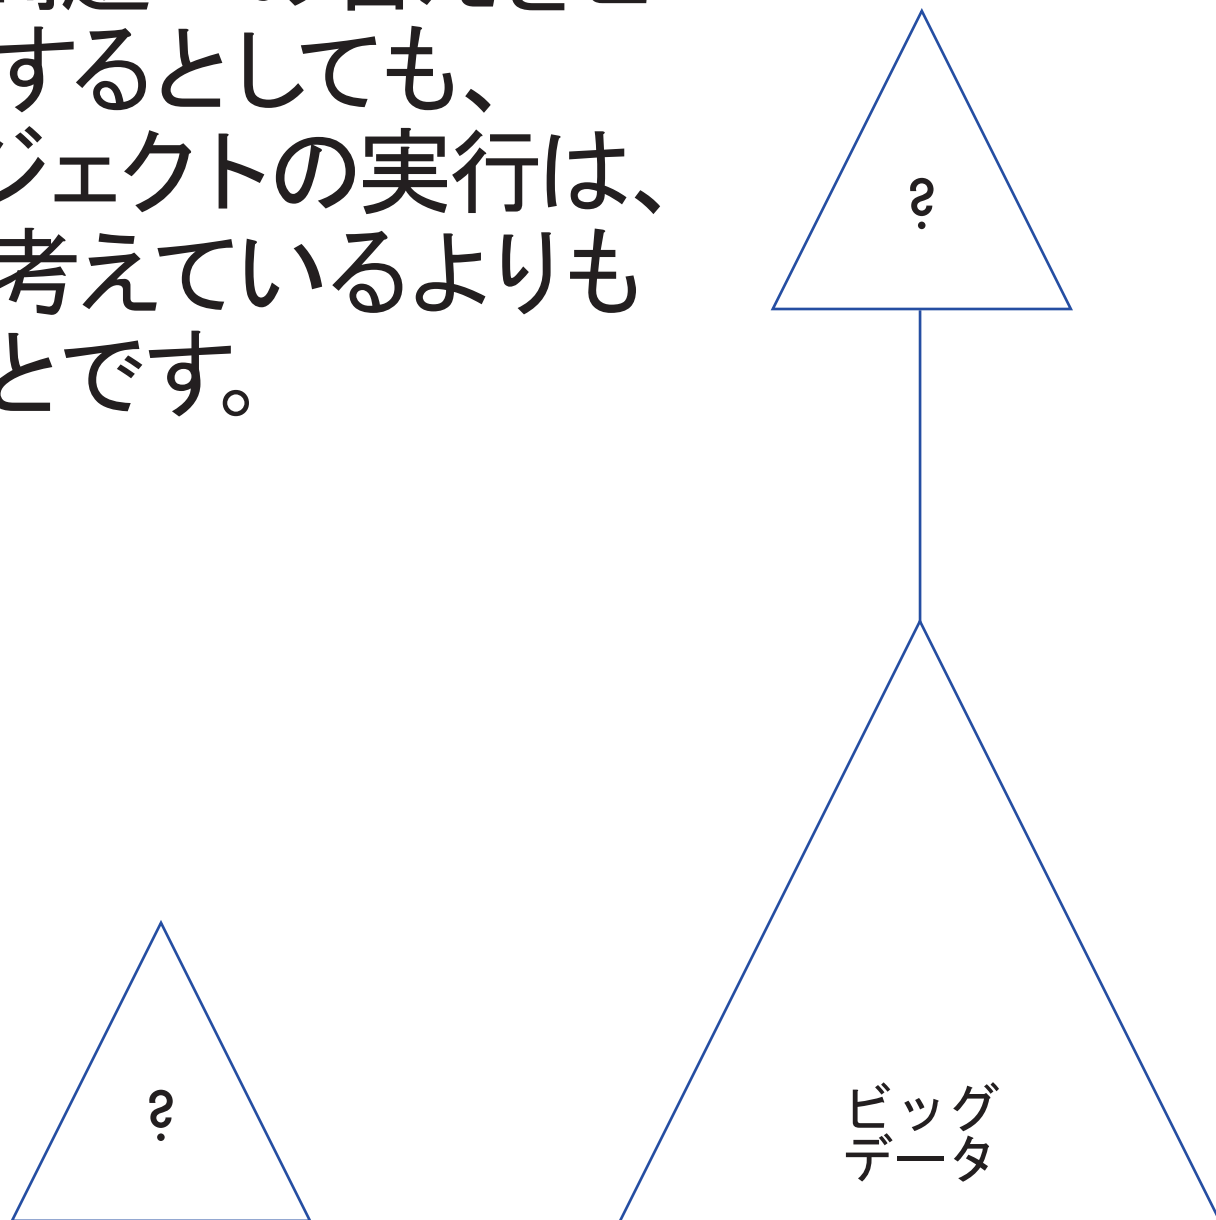 するとしても、
ジェクトの実行は、
考えているよりも
とです。
?
?
ビッグ
データ